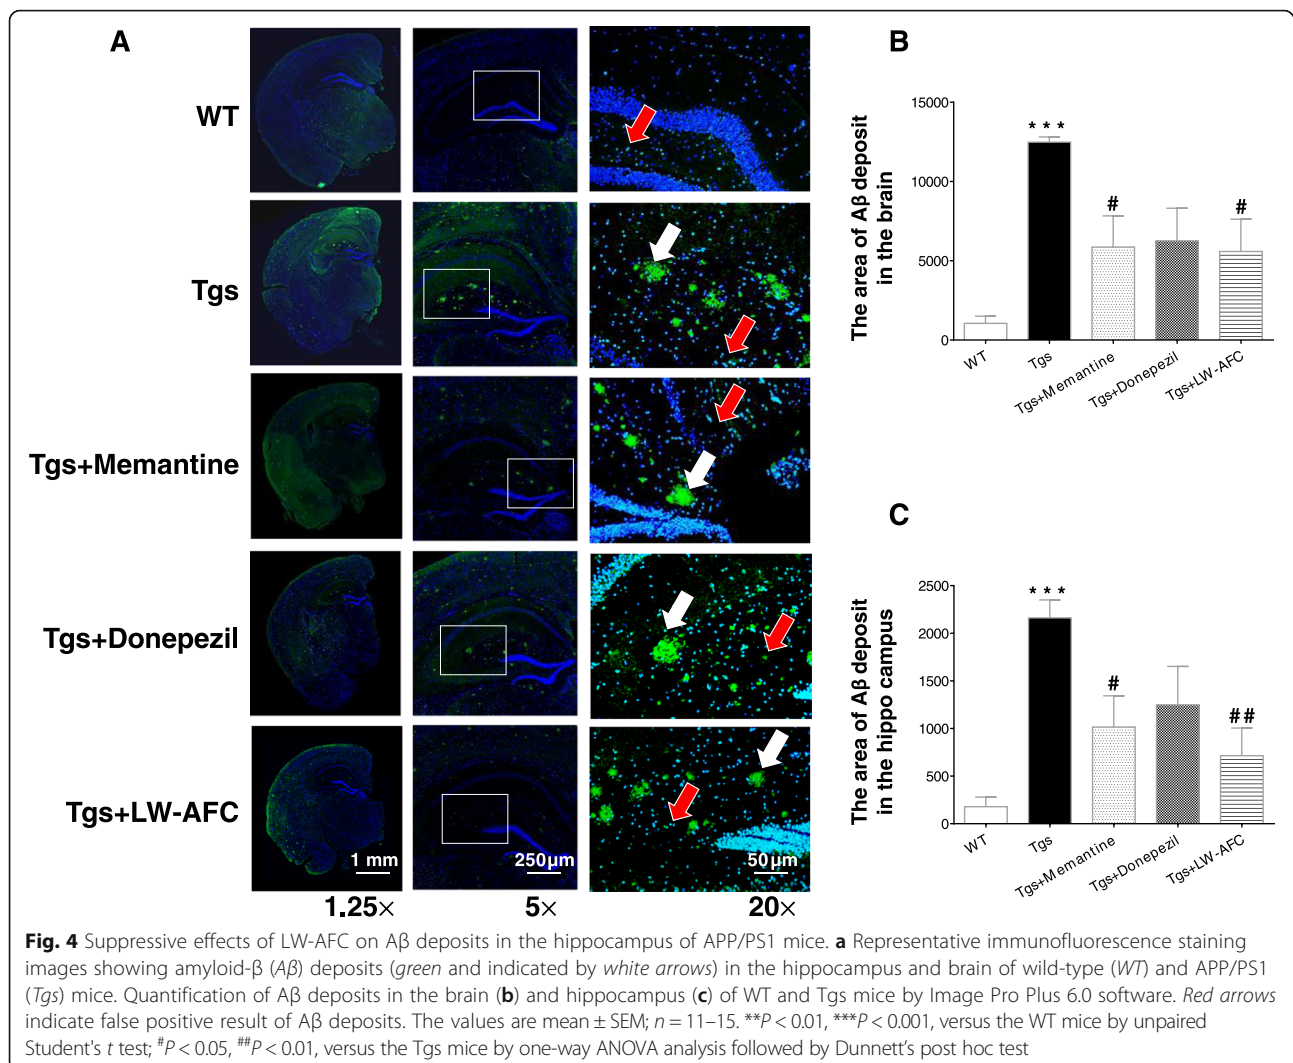 A
WT
Tgs
Tgs+Memantine
Tgs+Donepezil
Tgs+LW-AFC
1 mm
250μm
50μm
1.25×
5×
20×
B
The area of Aβ deposit
in the brain
15000
10000
5000
0
***
#
#
WT
Tgs
Tgs+Memantine
Tgs+Donepezil
Tgs+LW-AFC
C
The area of Aβ deposit
in the hippo campus
2500
2000
1500
1000
500
0
***
#
##
WT
Tgs
Tgs+Memantine
Tgs+Donepezil
Tgs+LW-AFC
Fig. 4 Suppressive effects of LW-AFC on Aβ deposits in the hippocampus of APP/PS1 mice. a Representative immunofluorescence staining
images showing amyloid-β (Aβ) deposits (green and indicated by white arrows) in the hippocampus and brain of wild-type (WT) and APP/PS1
(Tgs) mice. Quantification of Aβ deposits in the brain (b) and hippocampus (c) of WT and Tgs mice by Image Pro Plus 6.0 software. Red arrows
indicate false positive result of Aβ deposits. The values are mean ± SEM; n = 11–15. **P < 0.01, ***P < 0.001, versus the WT mice by unpaired
Student's t test; #P < 0.05, ##P < 0.01, versus the Tgs mice by one-way ANOVA analysis followed by Dunnett’s post hoc test